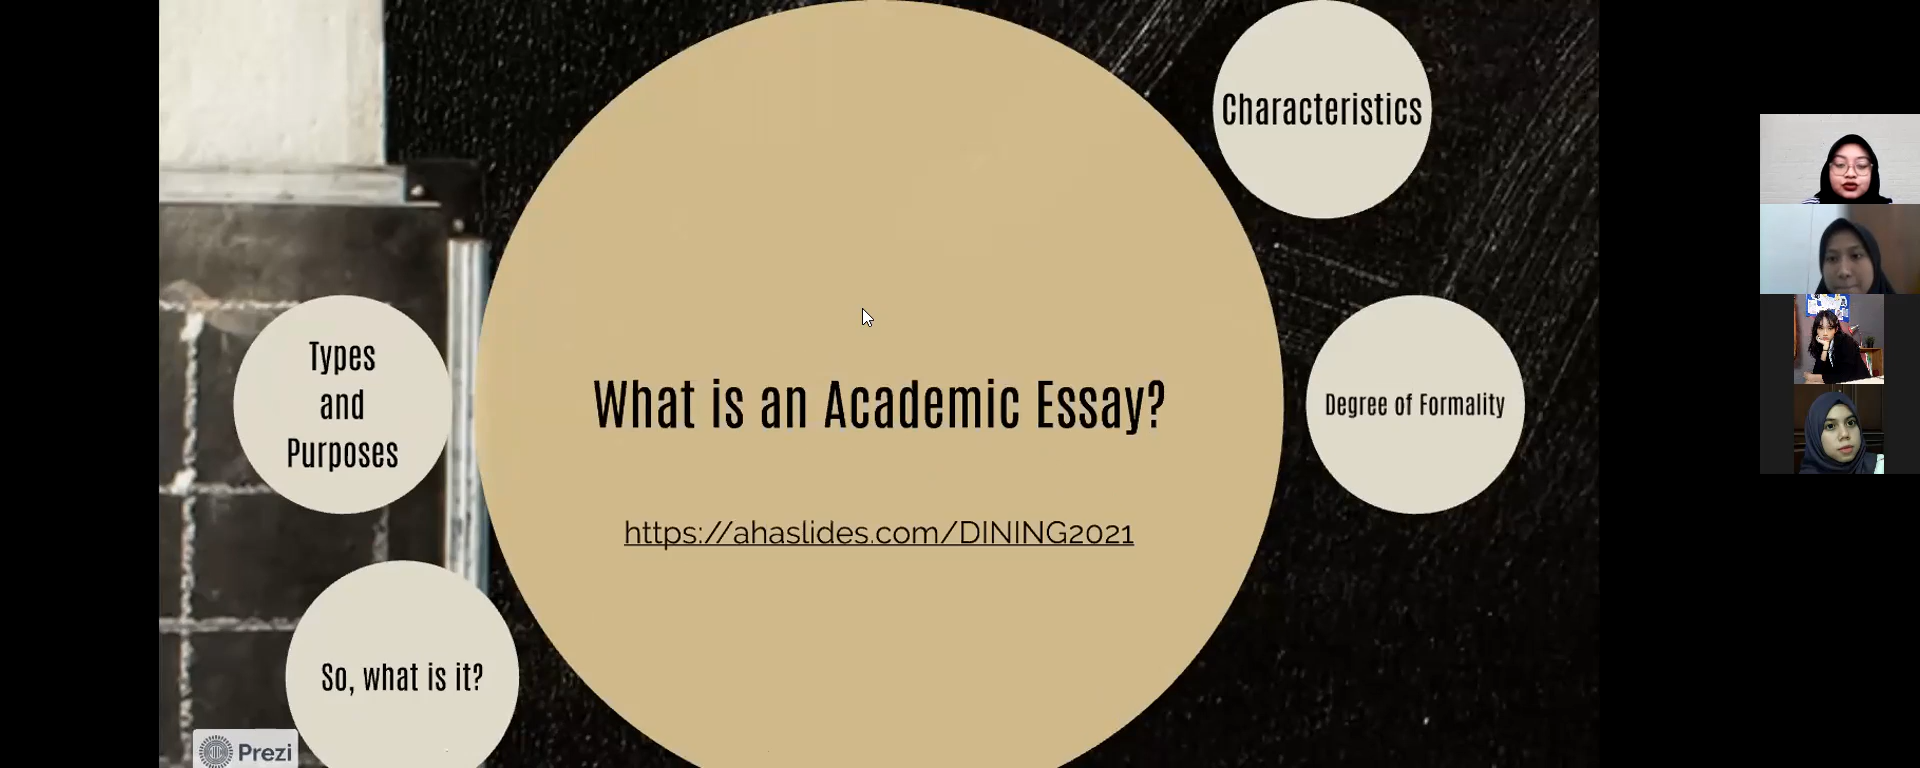 Characteristics
Types
and
Purposes
What is an Academic Essay?
Degree of Formality
https://ahaslides.com/DINING2021
So, what is it?
Prezi